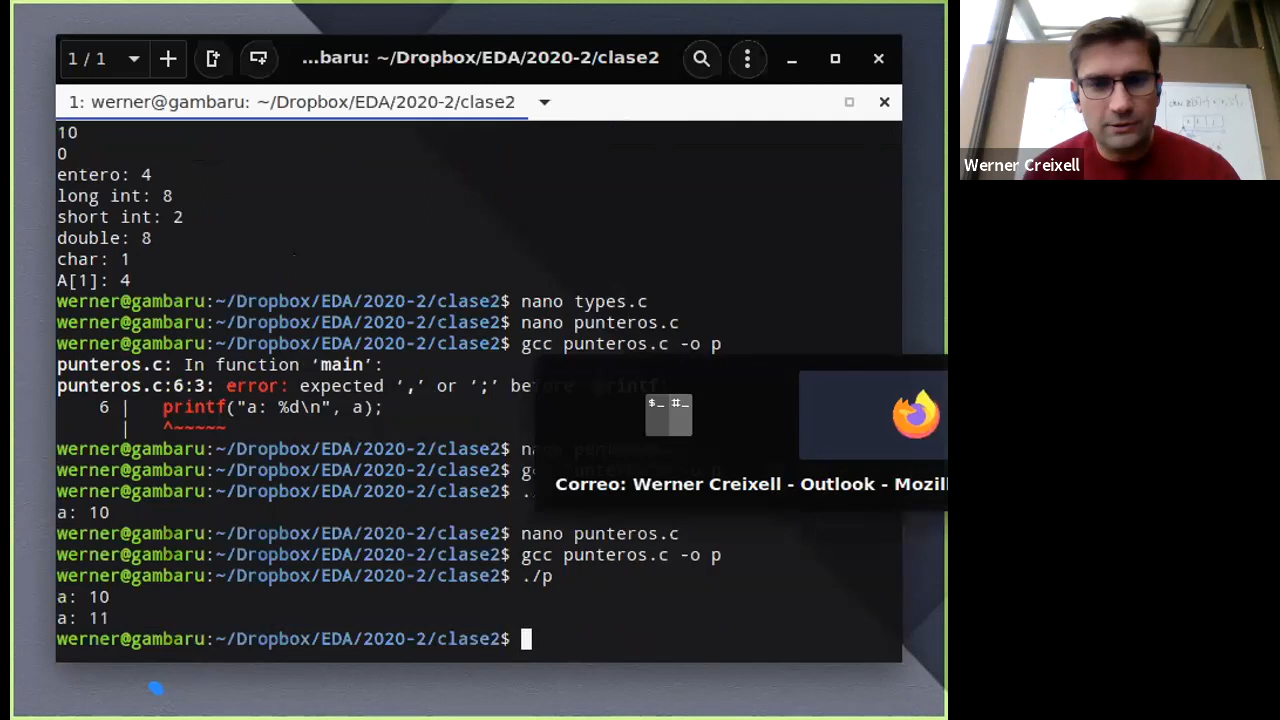 1 / 1
...baru: ~/Dropbox/EDA/2020-2/clase2
1: werner@gambaru: ~/Dropbox/EDA/2020-2/clase2
10
0
entero: 4
long int: 8
short int: 2
double: 8
char: 1
A[1]: 4
werner@gambaru:~/Dropbox/EDA/2020-2/clase2$ nano types.c
werner@gambaru:~/Dropbox/EDA/2020-2/clase2$ nano punteros.c
werner@gambaru:~/Dropbox/EDA/2020-2/clase2$ gcc punteros.c -o p
punteros.c: In function ‘main’:
punteros.c:6:3: error: expected ‘,’ or ‘;’ before ‘printf’
6 | printf("a: %d\n", a);
| ^~~~~~
werner@gambaru:~/Dropbox/EDA/2020-2/clase2$
werner@gambaru:~/Dropbox/EDA/2020-2/clase2$
werner@gambaru:~/Dropbox/EDA/2020-2/clase2$
a: 10
werner@gambaru:~/Dropbox/EDA/2020-2/clase2$ nano punteros.c
werner@gambaru:~/Dropbox/EDA/2020-2/clase2$ gcc punteros.c -o p
werner@gambaru:~/Dropbox/EDA/2020-2/clase2$ ./p
a: 10
a: 11
werner@gambaru:~/Dropbox/EDA/2020-2/clase2$
$_ #_
Correo: Werner Creixell - Outlook - Mozil
Werner Creixell